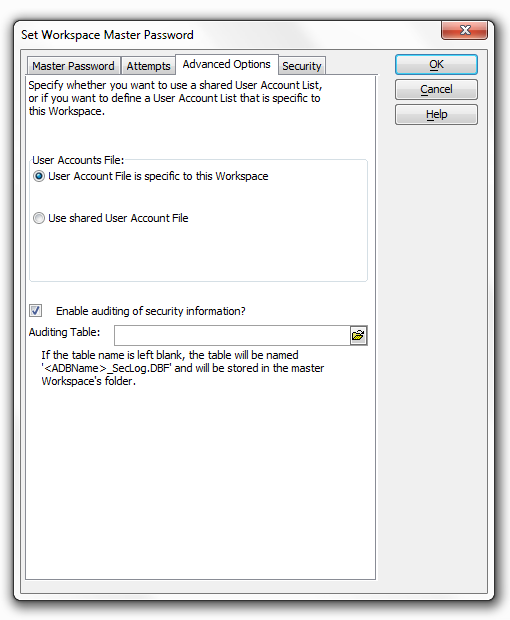 Set Workspace Master Password
Master Password Attempts Advanced Options Security
OK
Cancel
Help
Specify whether you want to use a shared User Account List,
or if you want to define a User Account List that is specific to
this Workspace.
User Accounts File:
User Account File is specific to this Workspace
Use shared User Account File
Enable auditing of security information?
Auditing Table:
If the table name is left blank, the table will be named
'<ADBName>_SecLog.DBF' and will be stored in the master
Workspace's folder.